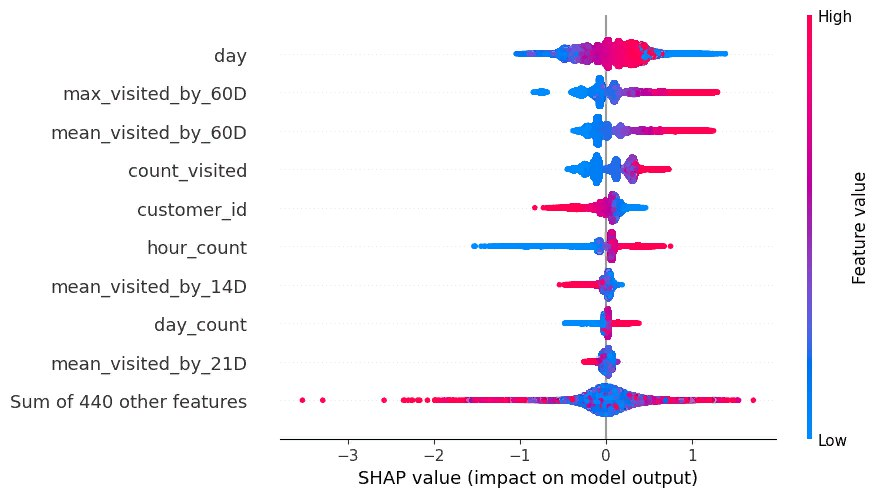 High
day
max_visited_by_60D
mean_visited_by_60D
count_visited
customer_id
hour_count
mean_visited_by_14D
day_count
mean_visited_by_21D
Sum of 440 other features
Feature value
Low
−3 −2 −1 0 1
SHAP value (impact on model output)